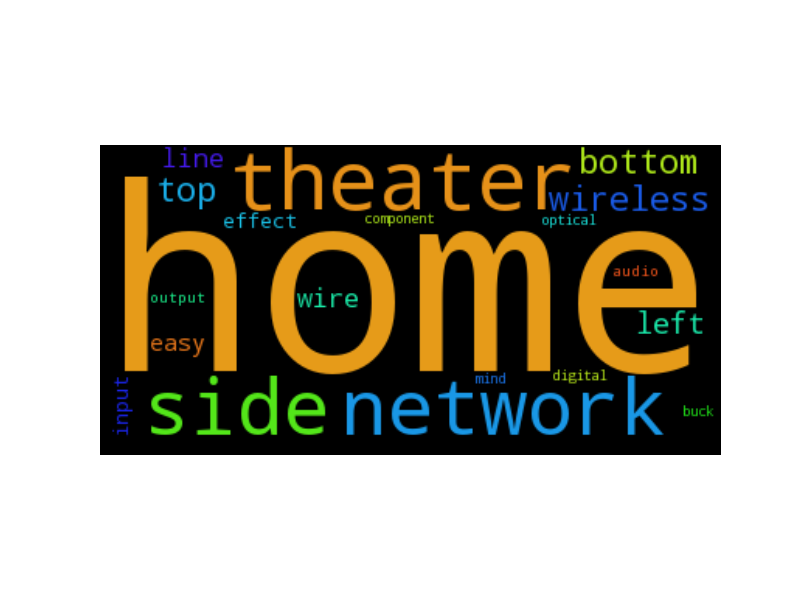 line
theater
bottom
top
wireless
effect
component
optical
home
audio
output
wire
left
easy
input
side
network
mind
digital
buck